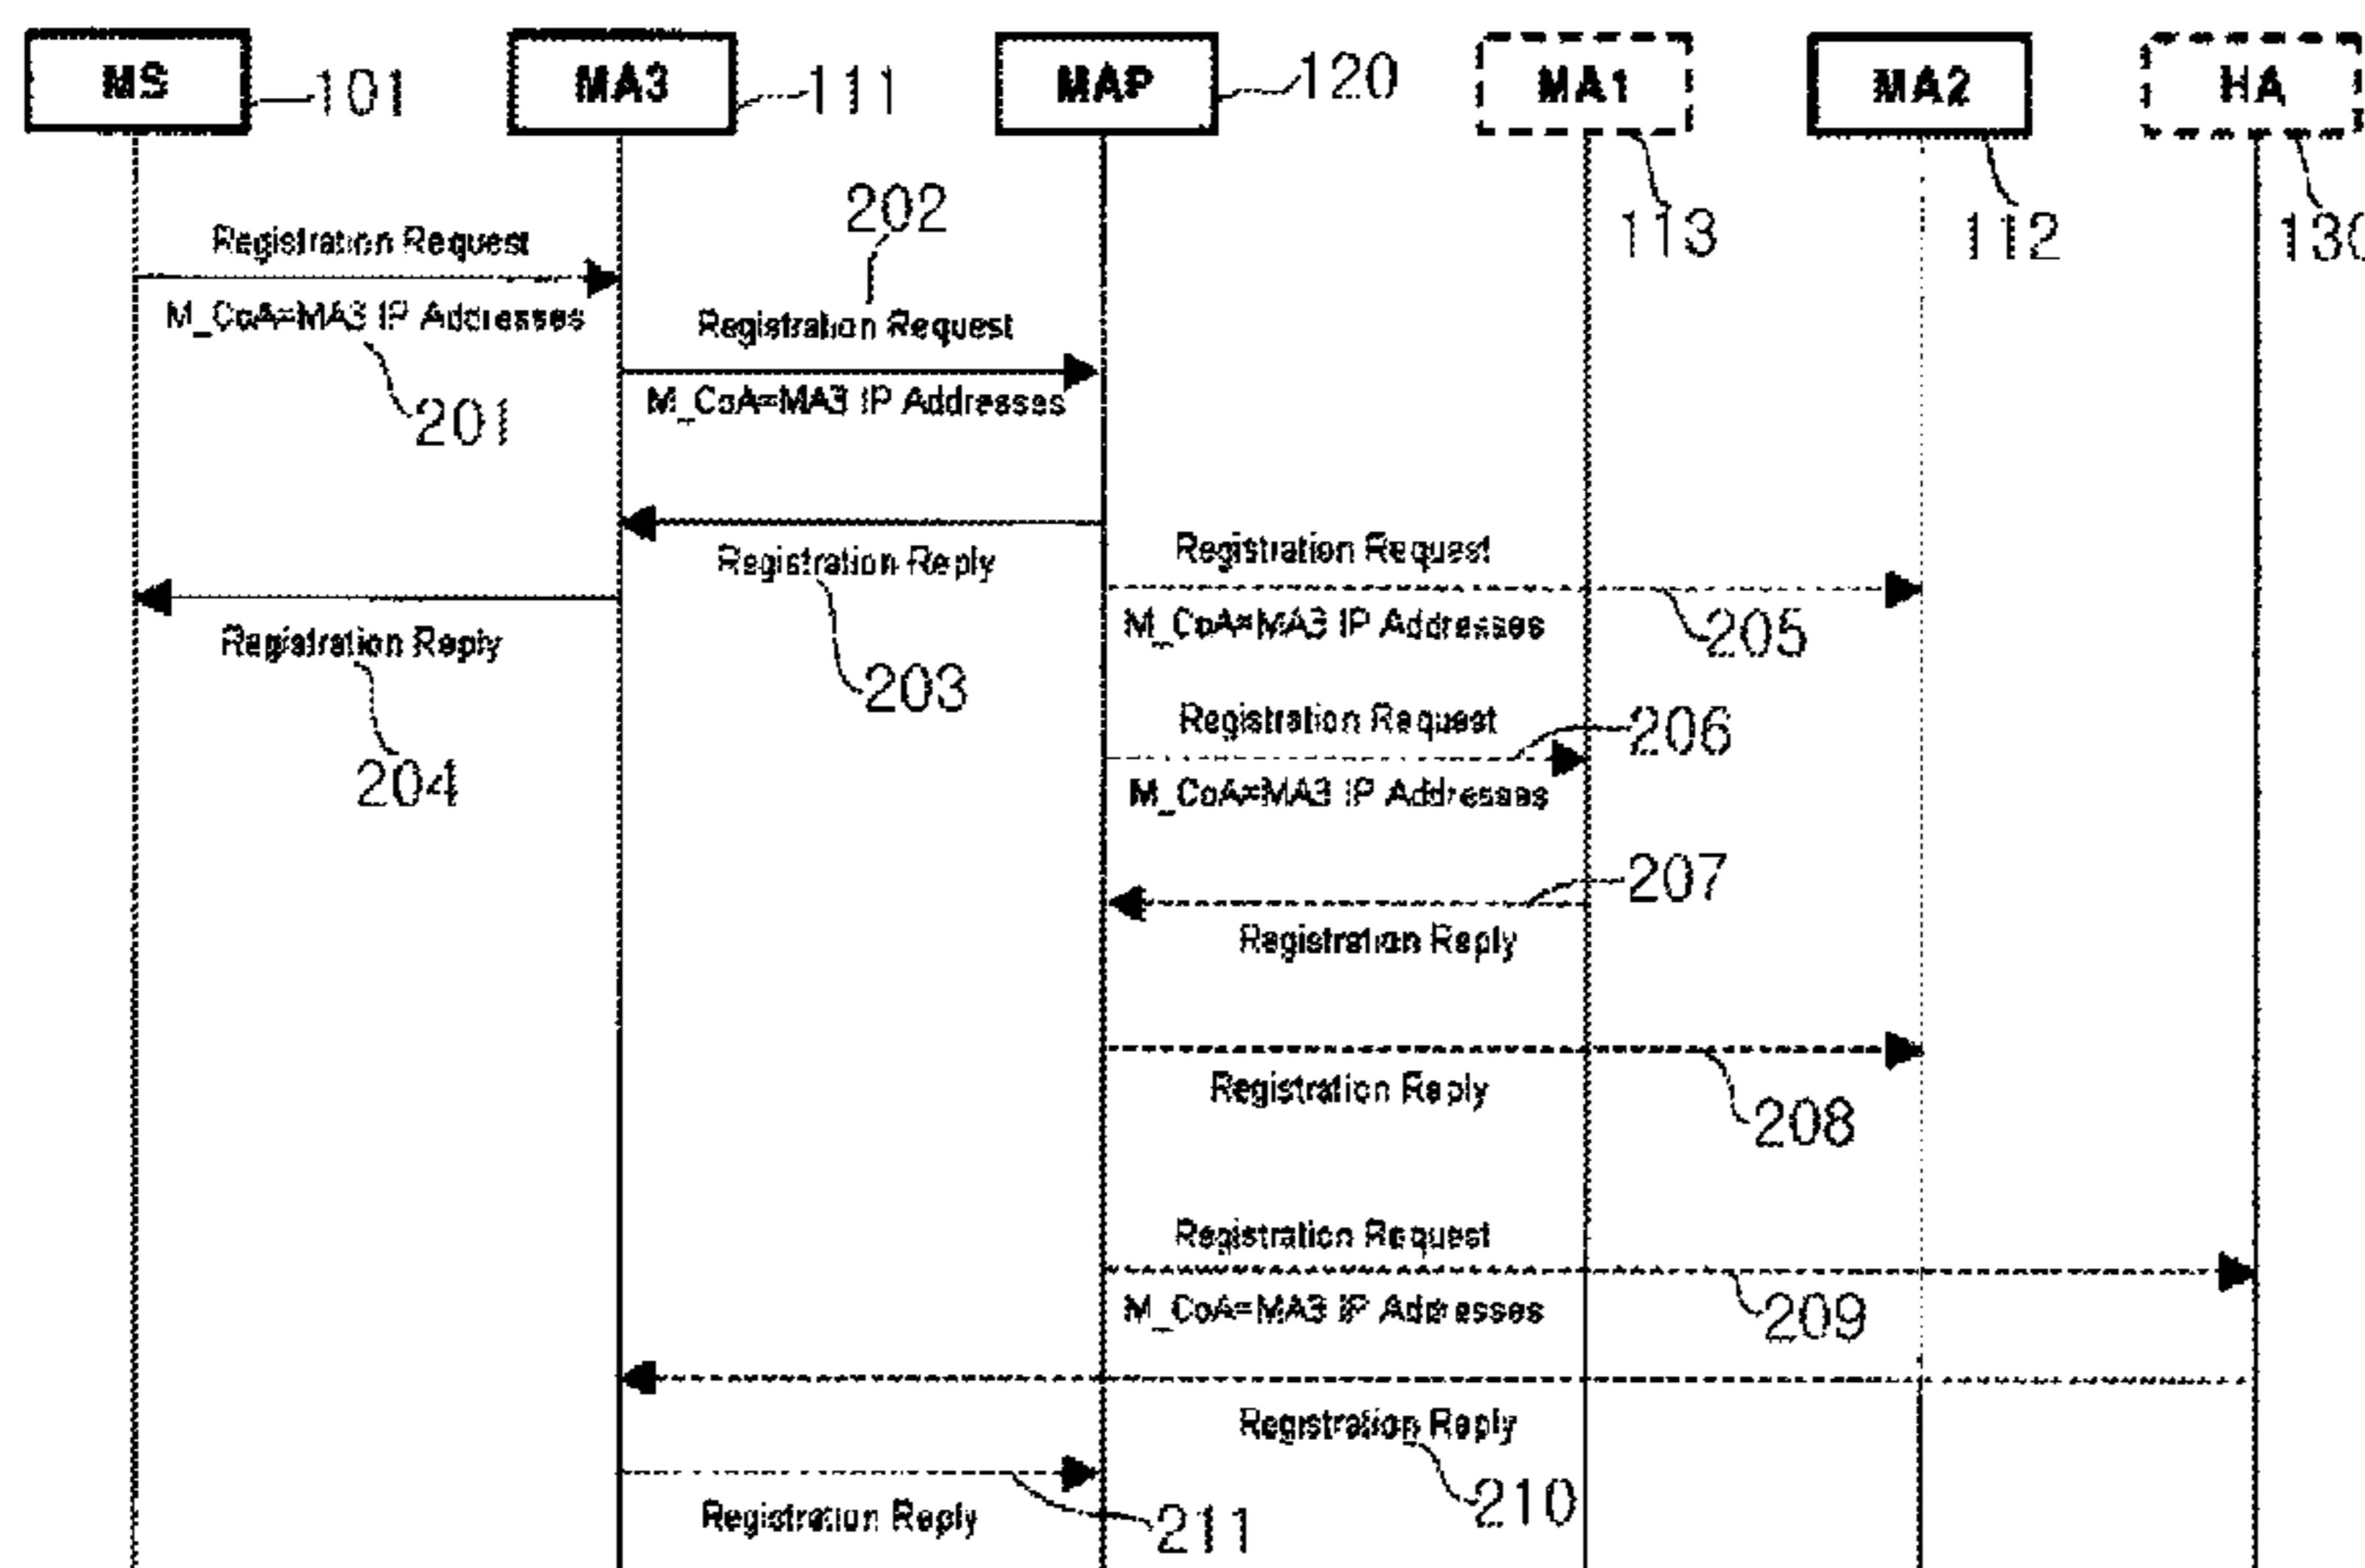 MS
101
MA3
111
MAP
120
MA1
113
MA2
112
HA
130
Registration Request
M_CoA=MA3 IP Addresses
201
202
Registration Request
M_CoA=MA3 IP Addresses
Registration Reply
203
Registration Reply
204
Registration Request
M_CoA=MA3 IP Addresses
205
Registration Request
206
M_CoA=MA3 IP Addresses
207
Registration Reply
Registration Reply
208
Registration Request
M_CoA=MA3 IP Addresses
209
Registration Reply
210
Registration Reply
211